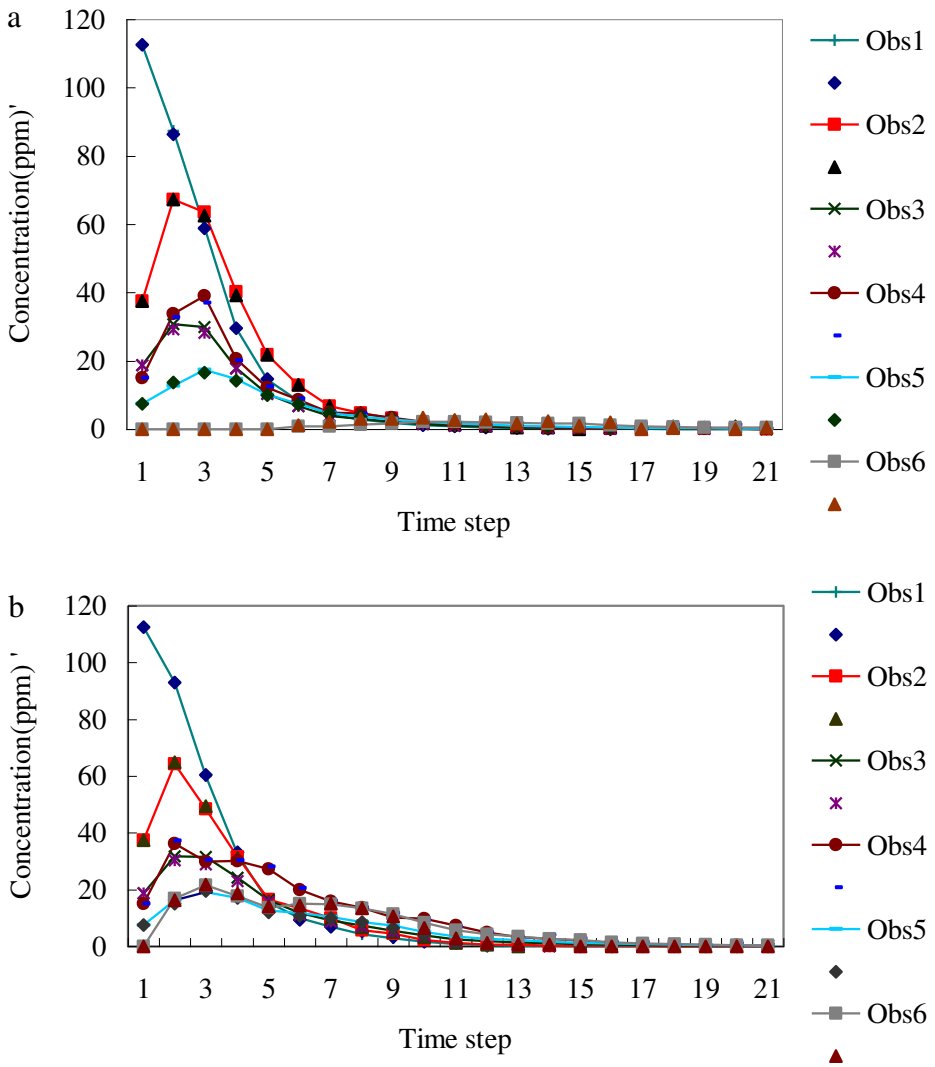 a
Concentration(ppm)'
120
100
80
60
40
20
0
1 3 5 7 9 11 13 15 17 19 21
Time step
Obs1
Obs2
Obs3
Obs4
Obs5
Obs6
b
Concentration(ppm) '
120
100
80
60
40
20
0
1 3 5 7 9 11 13 15 17 19 21
Time step
Obs1
Obs2
Obs3
Obs4
Obs5
Obs6